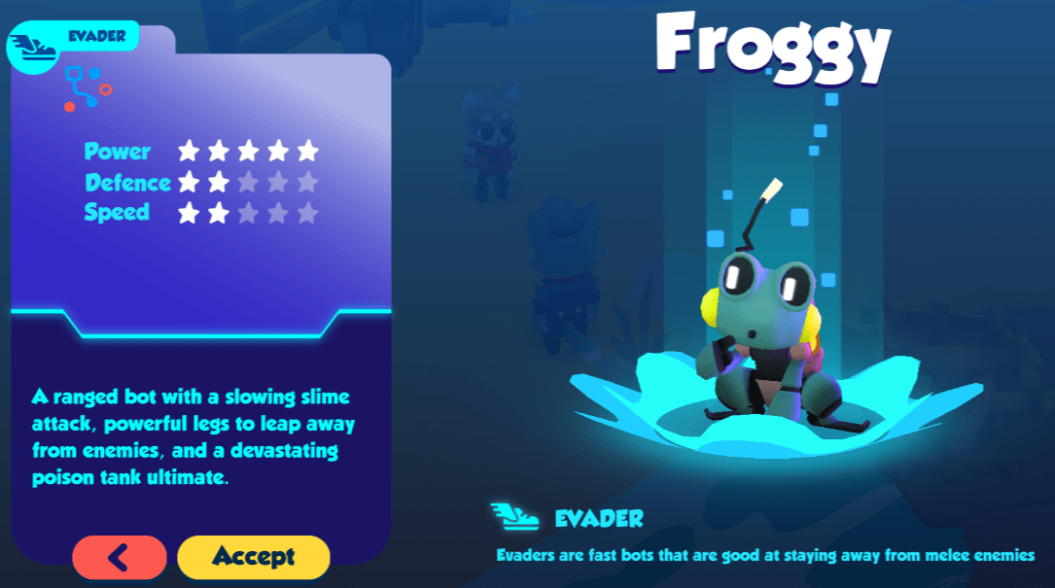 EVADER
Froggy
Power
Defence
Speed
A ranged bot with a slowing slime
attack, powerful legs to leap away
from enemies, and a devastating
poison tank ultimate.
Accept
EVADER
Evaders are fast bots that are good at staying away from melee enemies